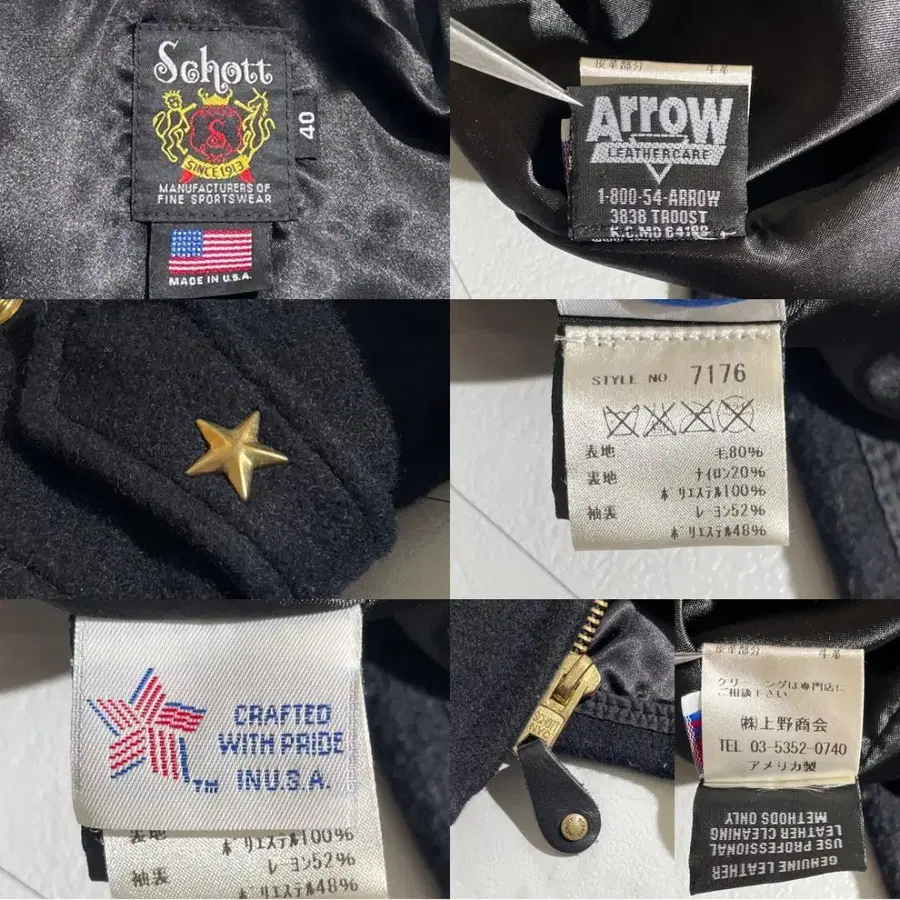 Schott
S
SINCE 1913
MANUFACTURERS OF
FINE SPORTSWEAR
40
MADE IN U.S.A.
皮革部分 牛革
Arrow
LEATHERCARE
1-800-54-ARROW
3838 TROOST
K.C. MO
STYLE NO 7176
表地 毛80%
裏地 ナイロン20%
ポリエステル100%
袖裏 レーヨン52%
ポリエステル48%
CRAFTED
WITH PRIDE
IN U.S.A.
TM
表地 ポリエステル100%
レーヨン52%
袖裏 ポリエステル48%
SCHOTT
皮革部分 牛革
クリーニングは専門店に
ご相談下さい
㈱上野商会
TEL 03-5352-0740
アメリカ製
GENUINE LEATHER
USE PROFESSIONAL
LEATHER CLEANING
METHODS ONLY